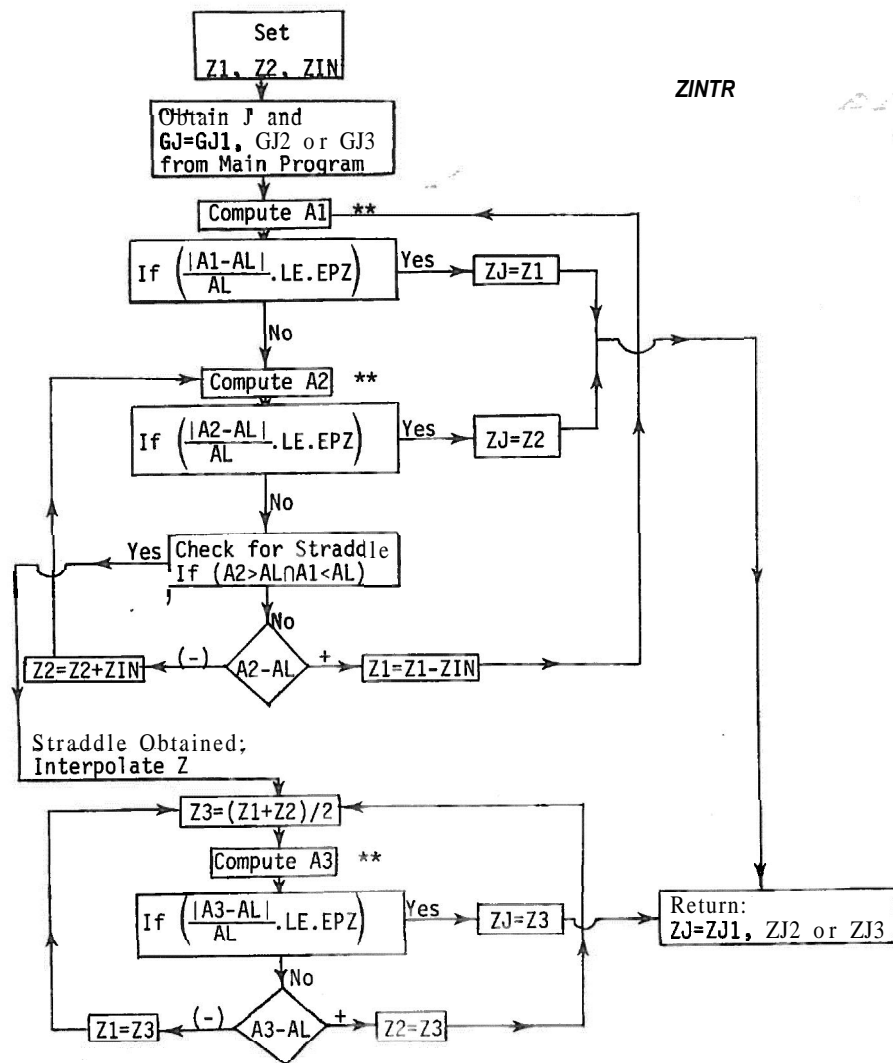 Set
Z1, Z2, ZIN
ZINTR
Obtain J and
GJ=GJ1, GJ2 or GJ3
from Main Program
Compute A1 **
If (|A1-AL|/AL .LE.EPZ)
Yes
ZJ=Z1
No
Compute A2 **
If (|A2-AL|/AL .LE.EPZ)
Yes
ZJ=Z2
No
Yes
Check for Straddle
If (A2>AL∩A1<AL)
No
Z2=Z2+ZIN
(-)
A2-AL
+
Z1=Z1-ZIN
Straddle Obtained;
Interpolate Z
Z3=(Z1+Z2)/2
Compute A3 **
If (|A3-AL|/AL .LE.EPZ)
Yes
ZJ=Z3
Return:
ZJ=ZJ1, ZJ2 or ZJ3
No
Z1=Z3
(-)
A3-AL
+
Z2=Z3